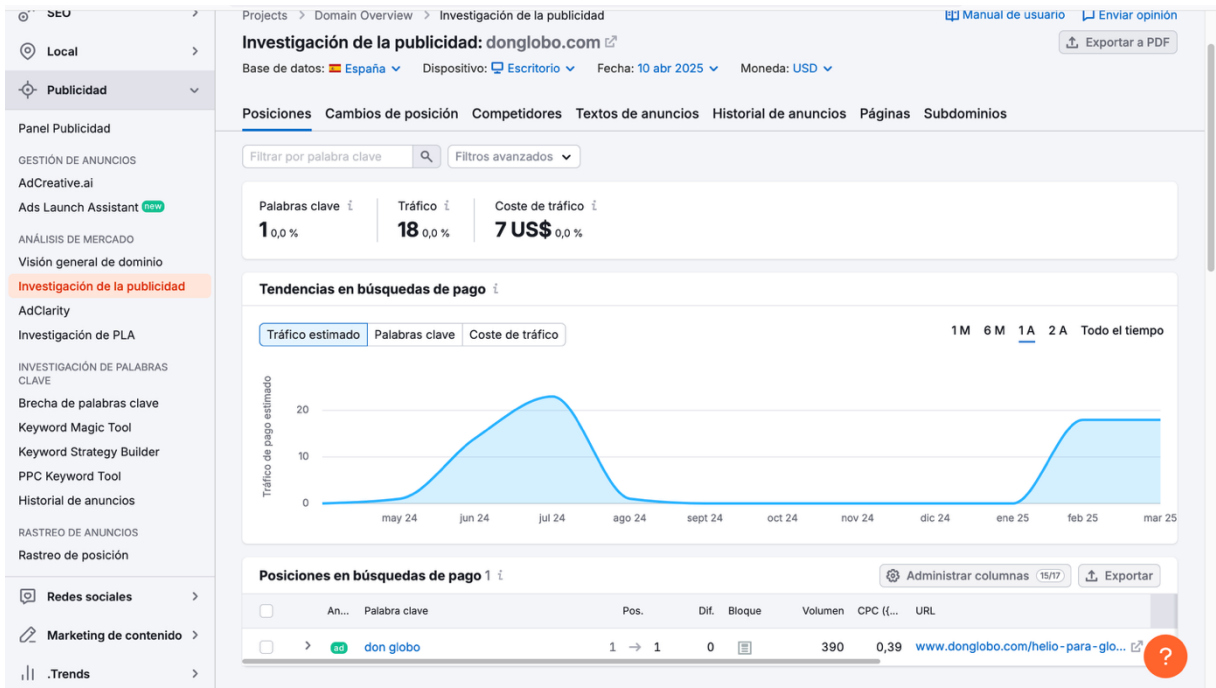 SEO
Local
Publicidad
Panel Publicidad
GESTIÓN DE ANUNCIOS
AdCreative.ai
Ads Launch Assistant new
ANÁLISIS DE MERCADO
Visión general de dominio
Investigación de la publicidad
AdClarity
Investigación de PLA
INVESTIGACIÓN DE PALABRAS
CLAVE
Brecha de palabras clave
Keyword Magic Tool
Keyword Strategy Builder
PPC Keyword Tool
Historial de anuncios
RASTREO DE ANUNCIOS
Rastreo de posición
Redes sociales
Marketing de contenido
.Trends
Projects > Domain Overview > Investigación de la publicidad
Manual de usuario Enviar opinión
Investigación de la publicidad: donglobo.com
Exportar a PDF
Base de datos: España Dispositivo: Escritorio Fecha: 10 abr 2025 Moneda: USD
Posiciones Cambios de posición Competidores Textos de anuncios Historial de anuncios Páginas Subdominios
Filtrar por palabra clave Filtros avanzados
Palabras clave i Tráfico i Coste de tráfico i
1 0,0 % 18 0,0 % 7 US$ 0,0 %
Tendencias en búsquedas de pago i
Tráfico estimado Palabras clave Coste de tráfico
1 M 6 M 1 A 2 A Todo el tiempo
Tráfico de pago estimado
20
10
0
may 24 jun 24 jul 24 ago 24 sept 24 oct 24 nov 24 dic 24 ene 25 feb 25 mar 25
Posiciones en búsquedas de pago 1 i
Administrar columnas 15/17 Exportar
An... Palabra clave Pos. Dif. Bloque Volumen CPC ((... URL
ad don globo 1 → 1 0 390 0,39 www.donglobo.com/helio-para-glo...
?